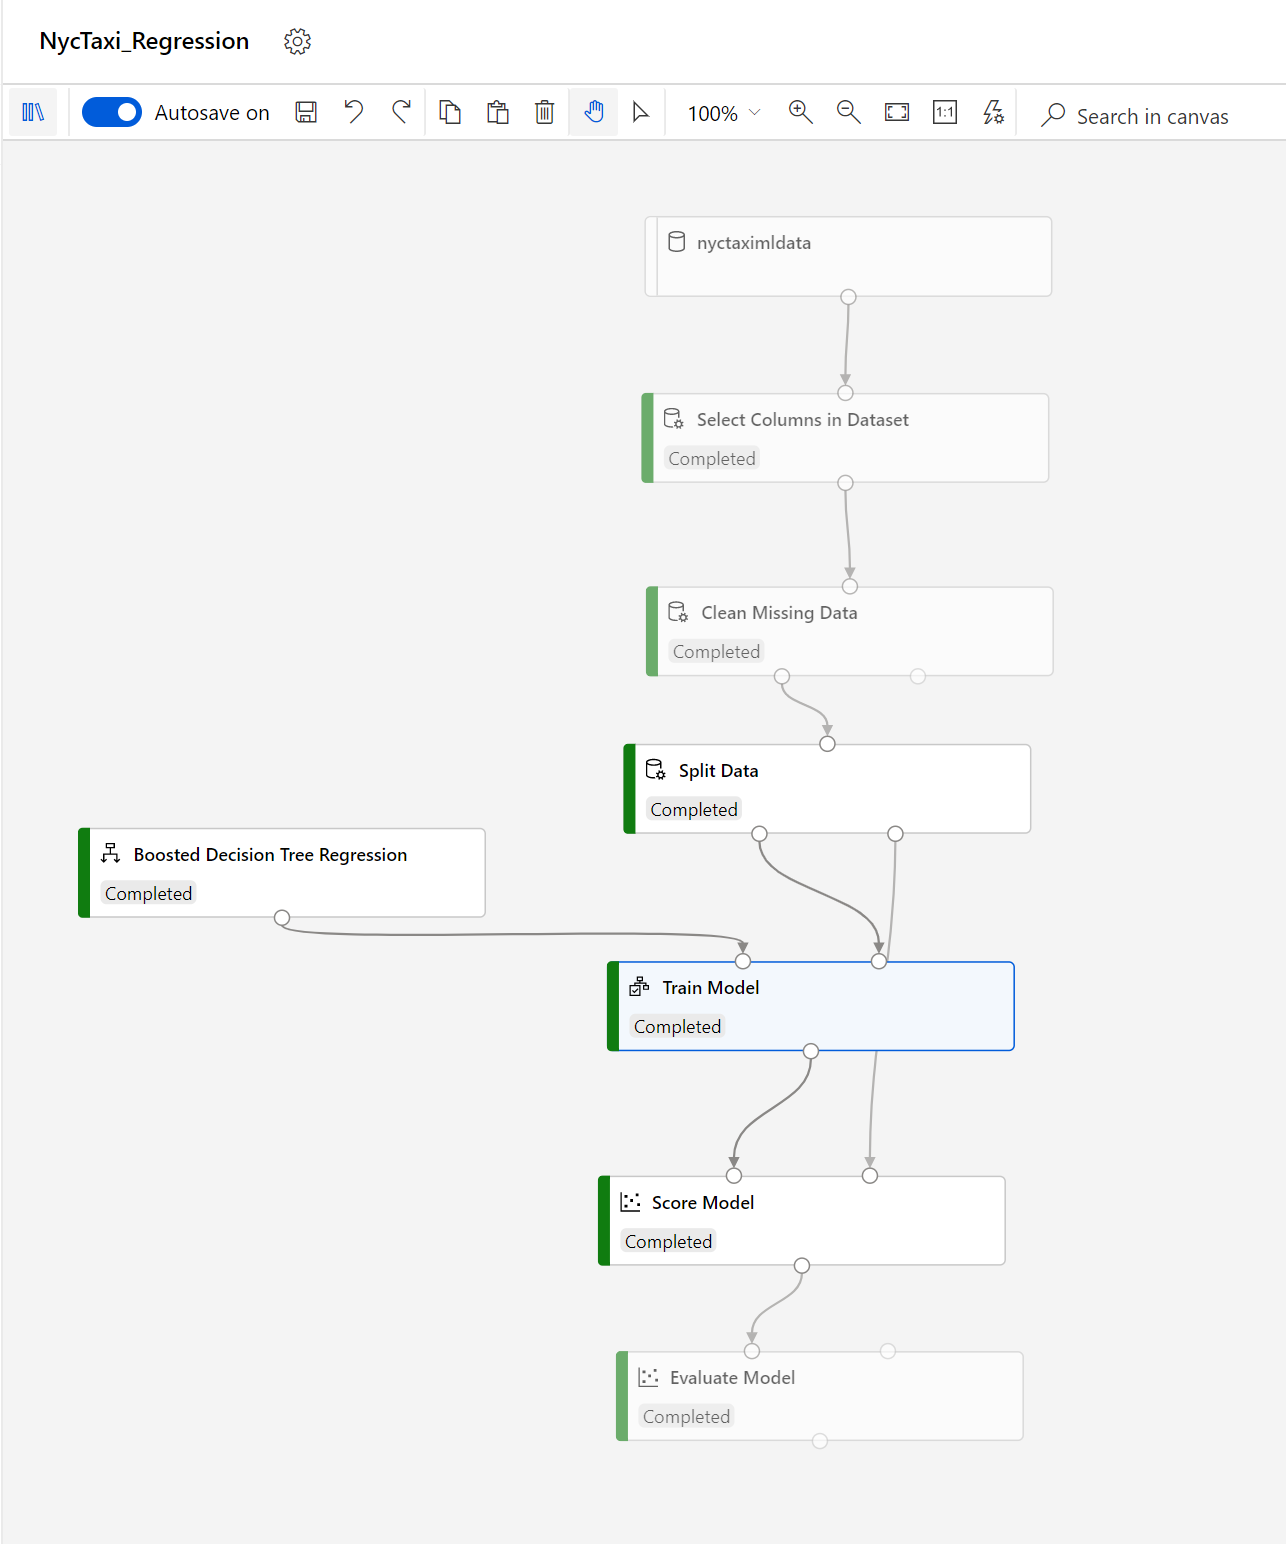 NycTaxi_Regression
Autosave on
100%
1:1
Search in canvas
nyctaximldata
Select Columns in Dataset
Completed
Clean Missing Data
Completed
Split Data
Completed
Boosted Decision Tree Regression
Completed
Train Model
Completed
Score Model
Completed
Evaluate Model
Completed